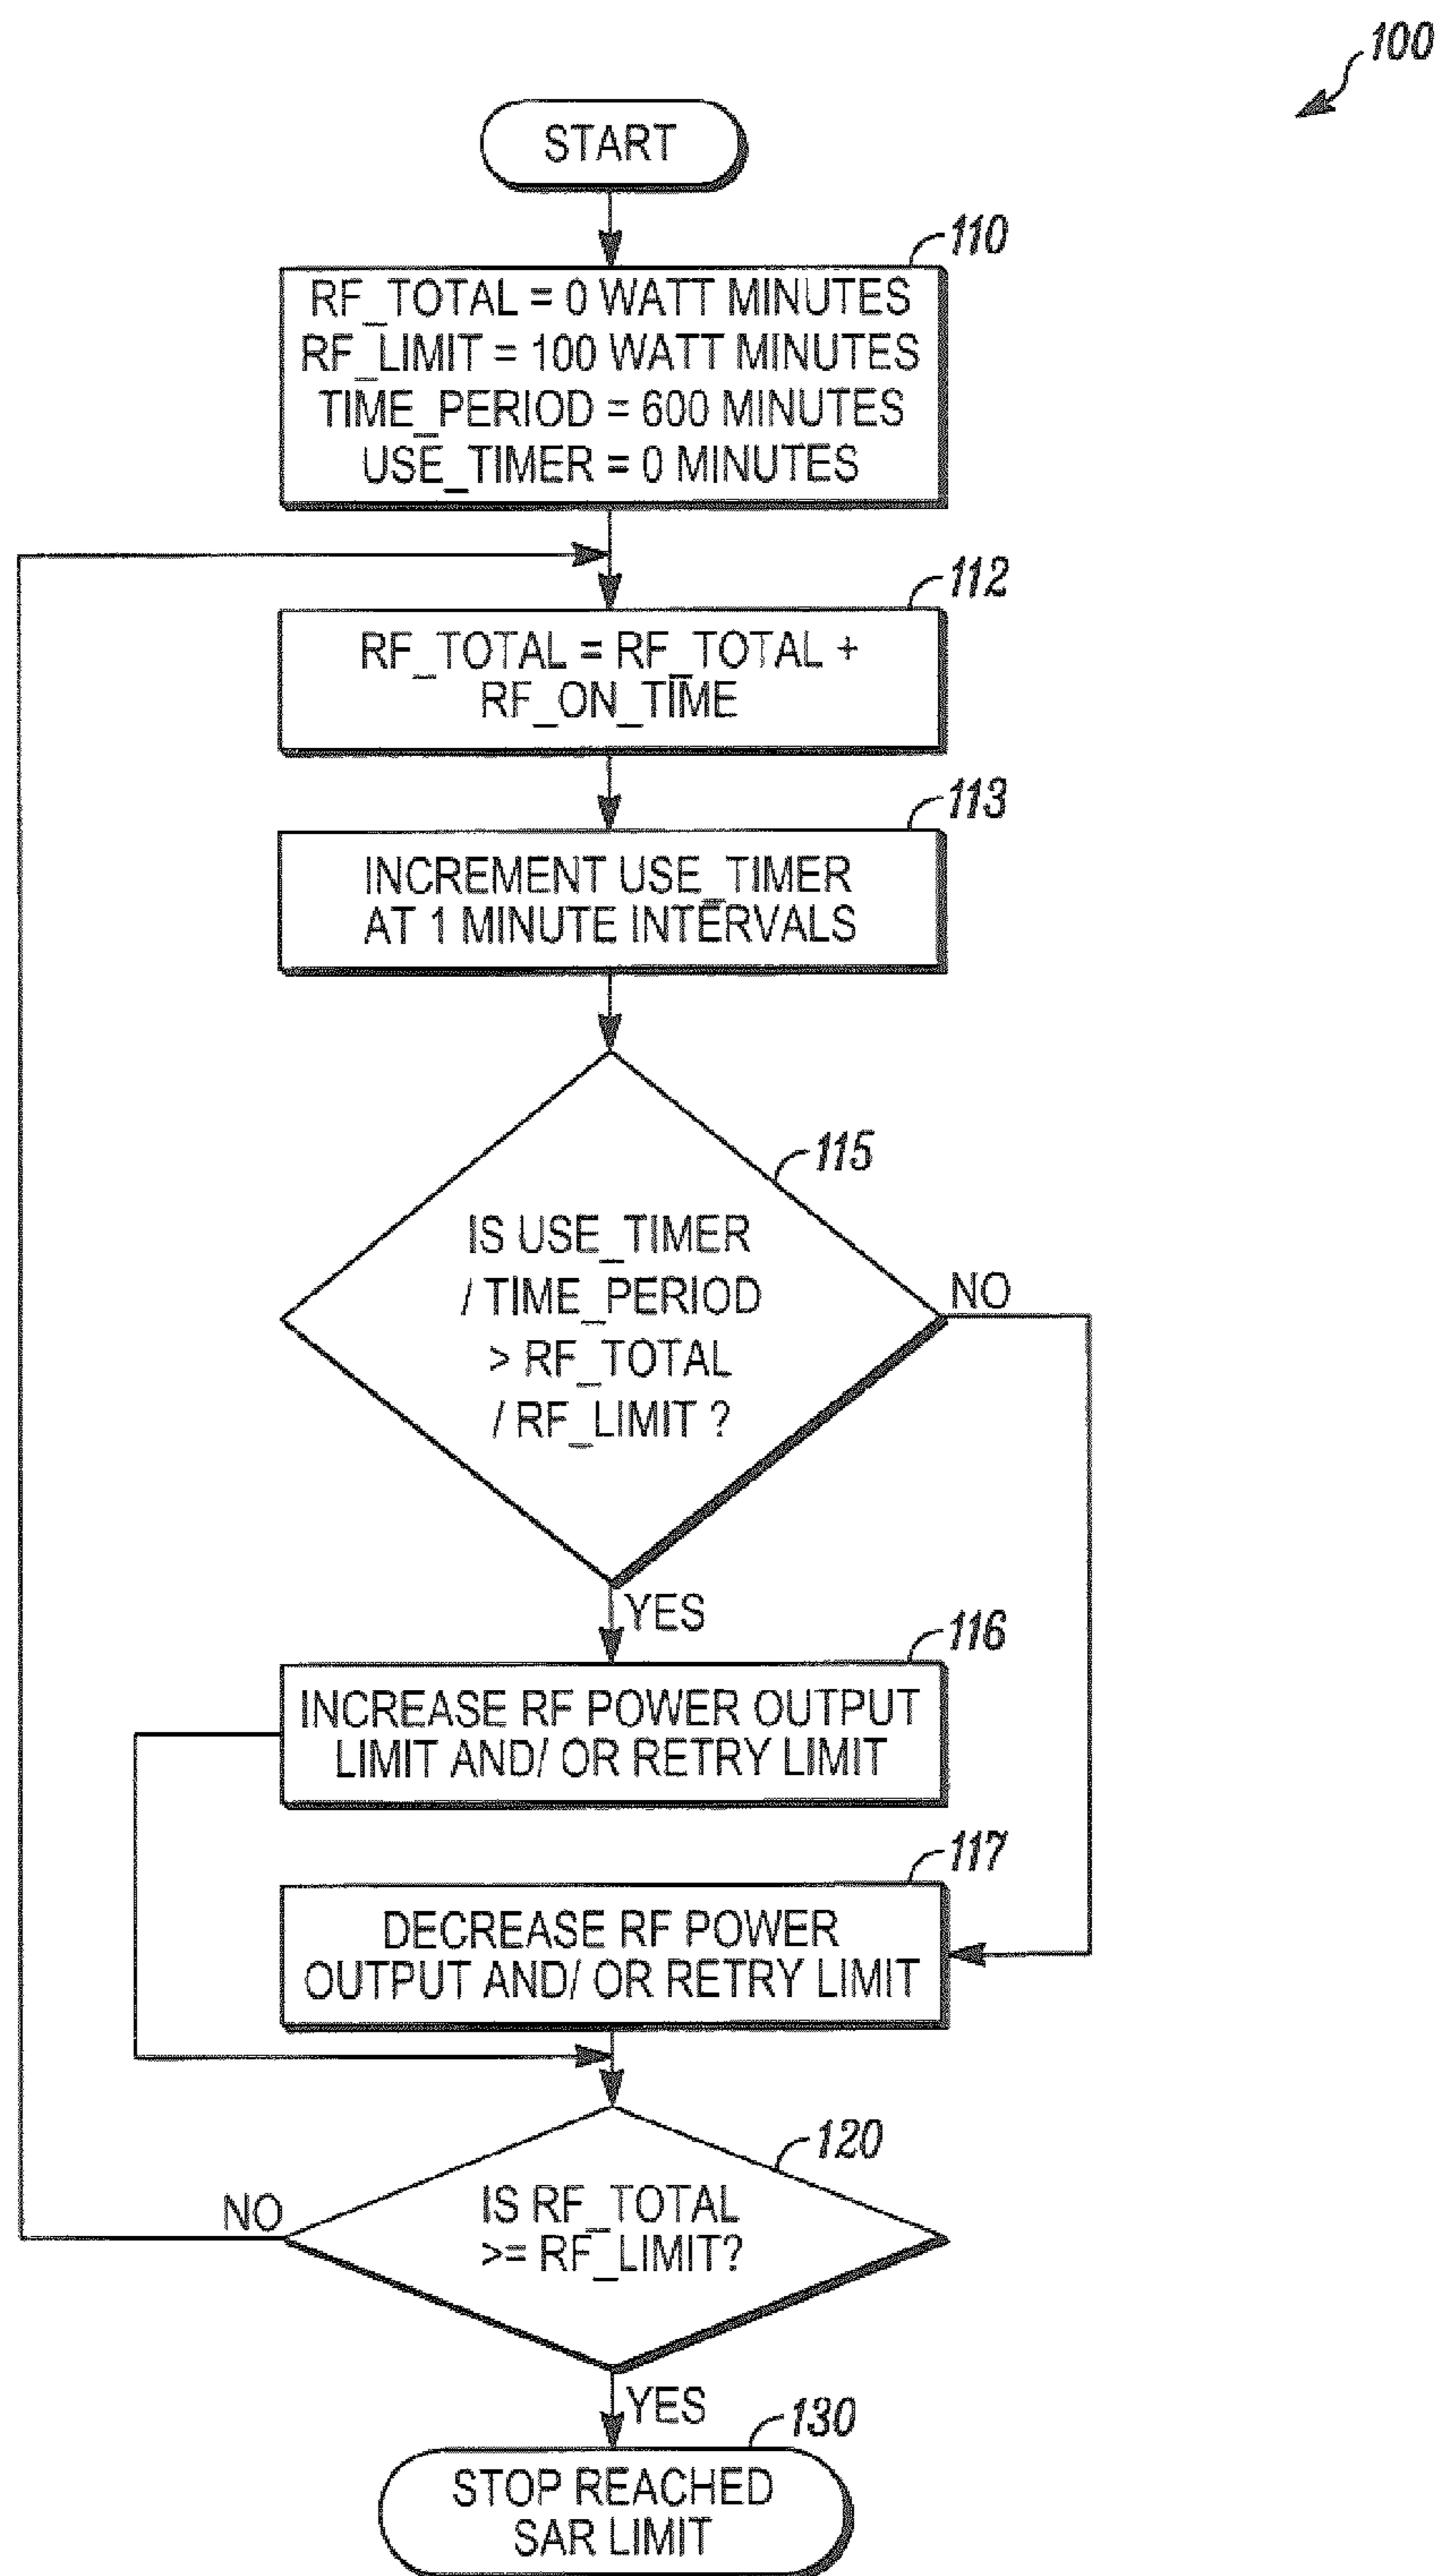 100
START
110
RF_TOTAL = 0 WATT MINUTES
RF_LIMIT = 100 WATT MINUTES
TIME_PERIOD = 600 MINUTES
USE_TIMER = 0 MINUTES
112
RF_TOTAL = RF_TOTAL +
RF_ON_TIME
113
INCREMENT USE_TIMER
AT 1 MINUTE INTERVALS
115
IS USE_TIMER
/ TIME_PERIOD
> RF_TOTAL
/ RF_LIMIT ?
NO
YES
116
INCREASE RF POWER OUTPUT
LIMIT AND/ OR RETRY LIMIT
117
DECREASE RF POWER
OUTPUT AND/ OR RETRY LIMIT
120
IS RF_TOTAL
>= RF_LIMIT?
NO
YES
130
STOP REACHED
SAR LIMIT